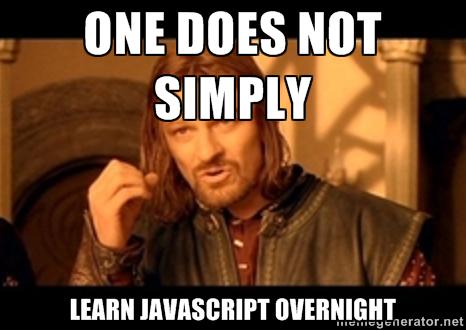 ONE DOES NOT
SIMPLY
LEARN JAVASCRIPT OVERNIGHT
memegenerator.net